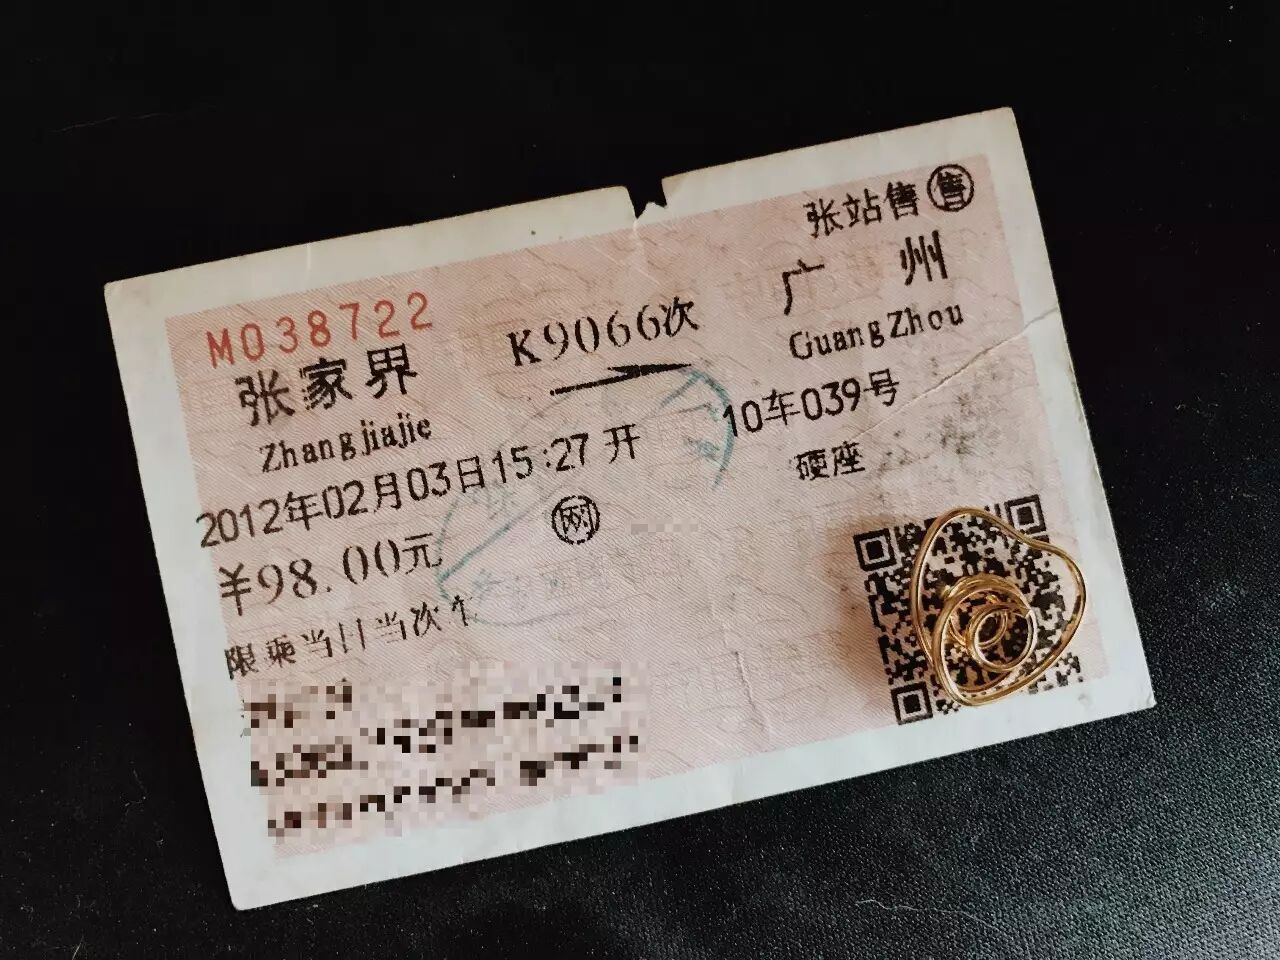 张站售 售
M038722
张家界 K9066次 广州
Zhangjiajie GuangZhou
2012年02月03日15:27开 10车039号
¥98.00元 网 硬座
限乘当日当次车